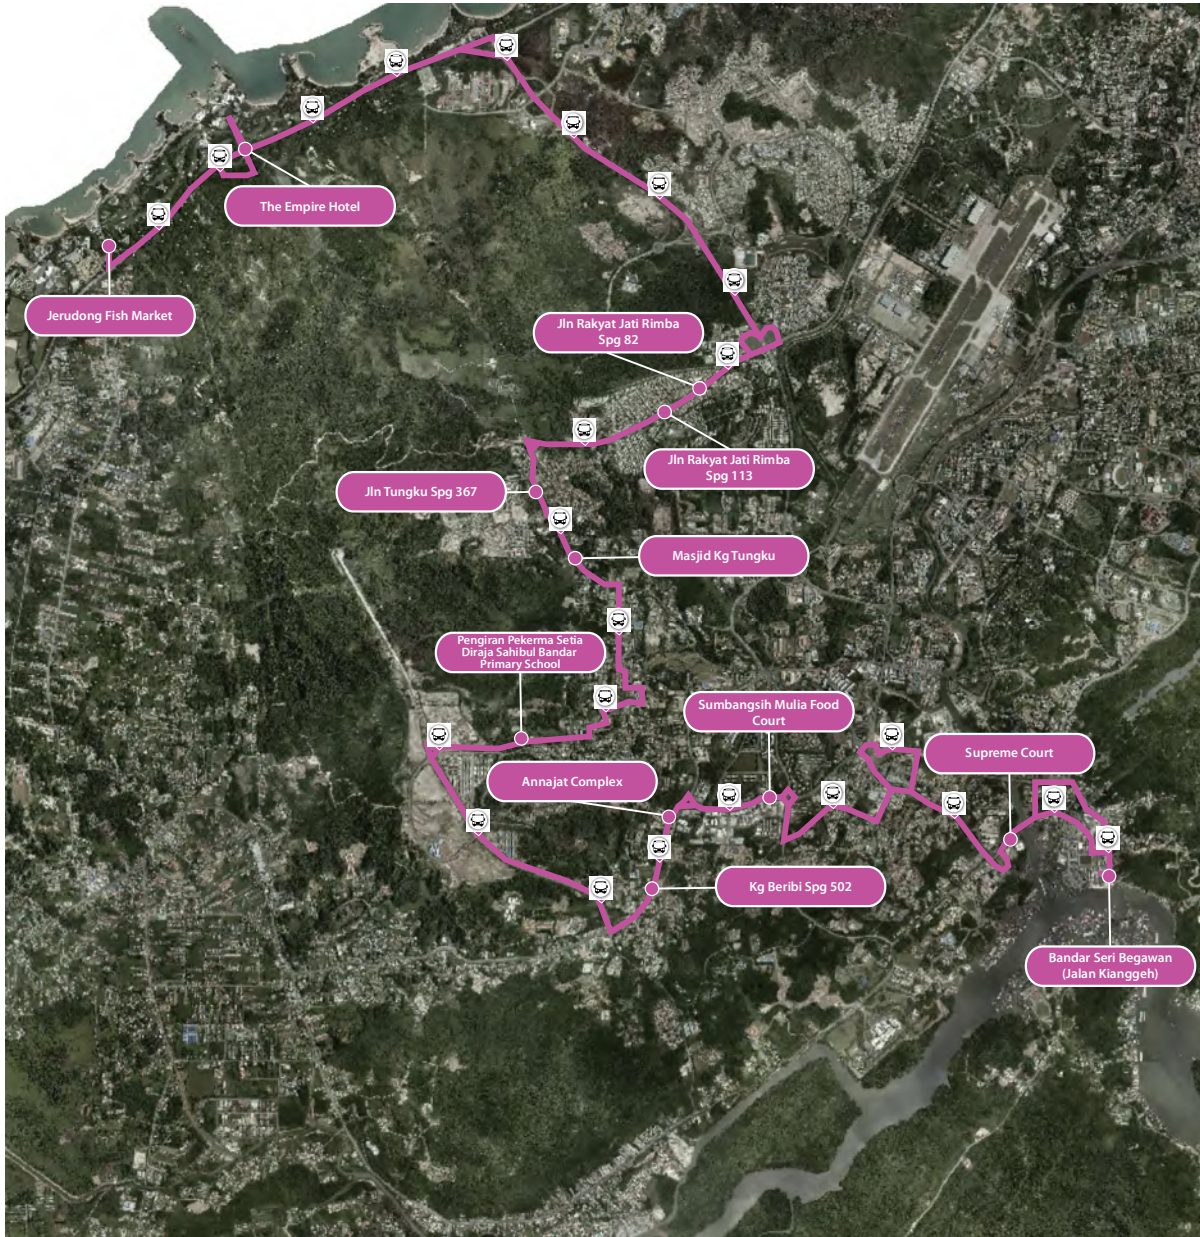 The Empire Hotel
Jerudong Fish Market
Jln Rakyat Jati Rimba
Spg 82
Jln Rakyat Jati Rimba
Spg 113
Jln Tungku Spg 367
Masjid Kg Tungku
Pengiran Pekerma Setia
Diraja Sahibul Bandar
Primary School
Sumbangsih Mulia Food
Court
Supreme Court
Annajat Complex
Kg Beribi Spg 502
Bandar Seri Begawan
(Jalan Kianggeh)